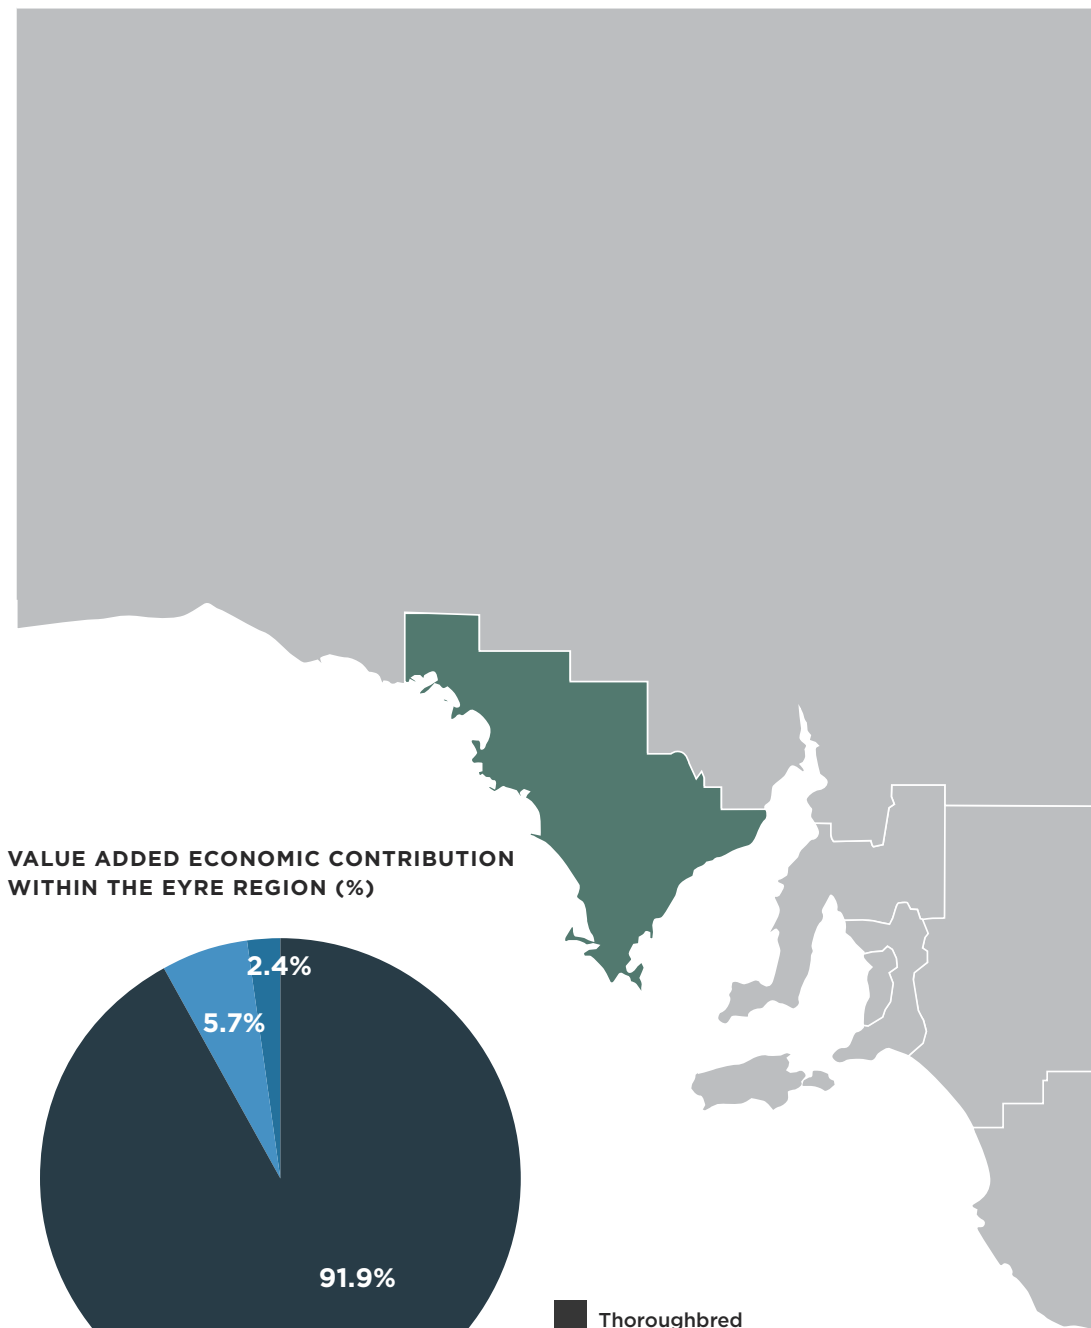 VALUE ADDED ECONOMIC CONTRIBUTION
WITHIN THE EYRE REGION (%)
2.4%
5.7%
91.9%
Thoroughbred